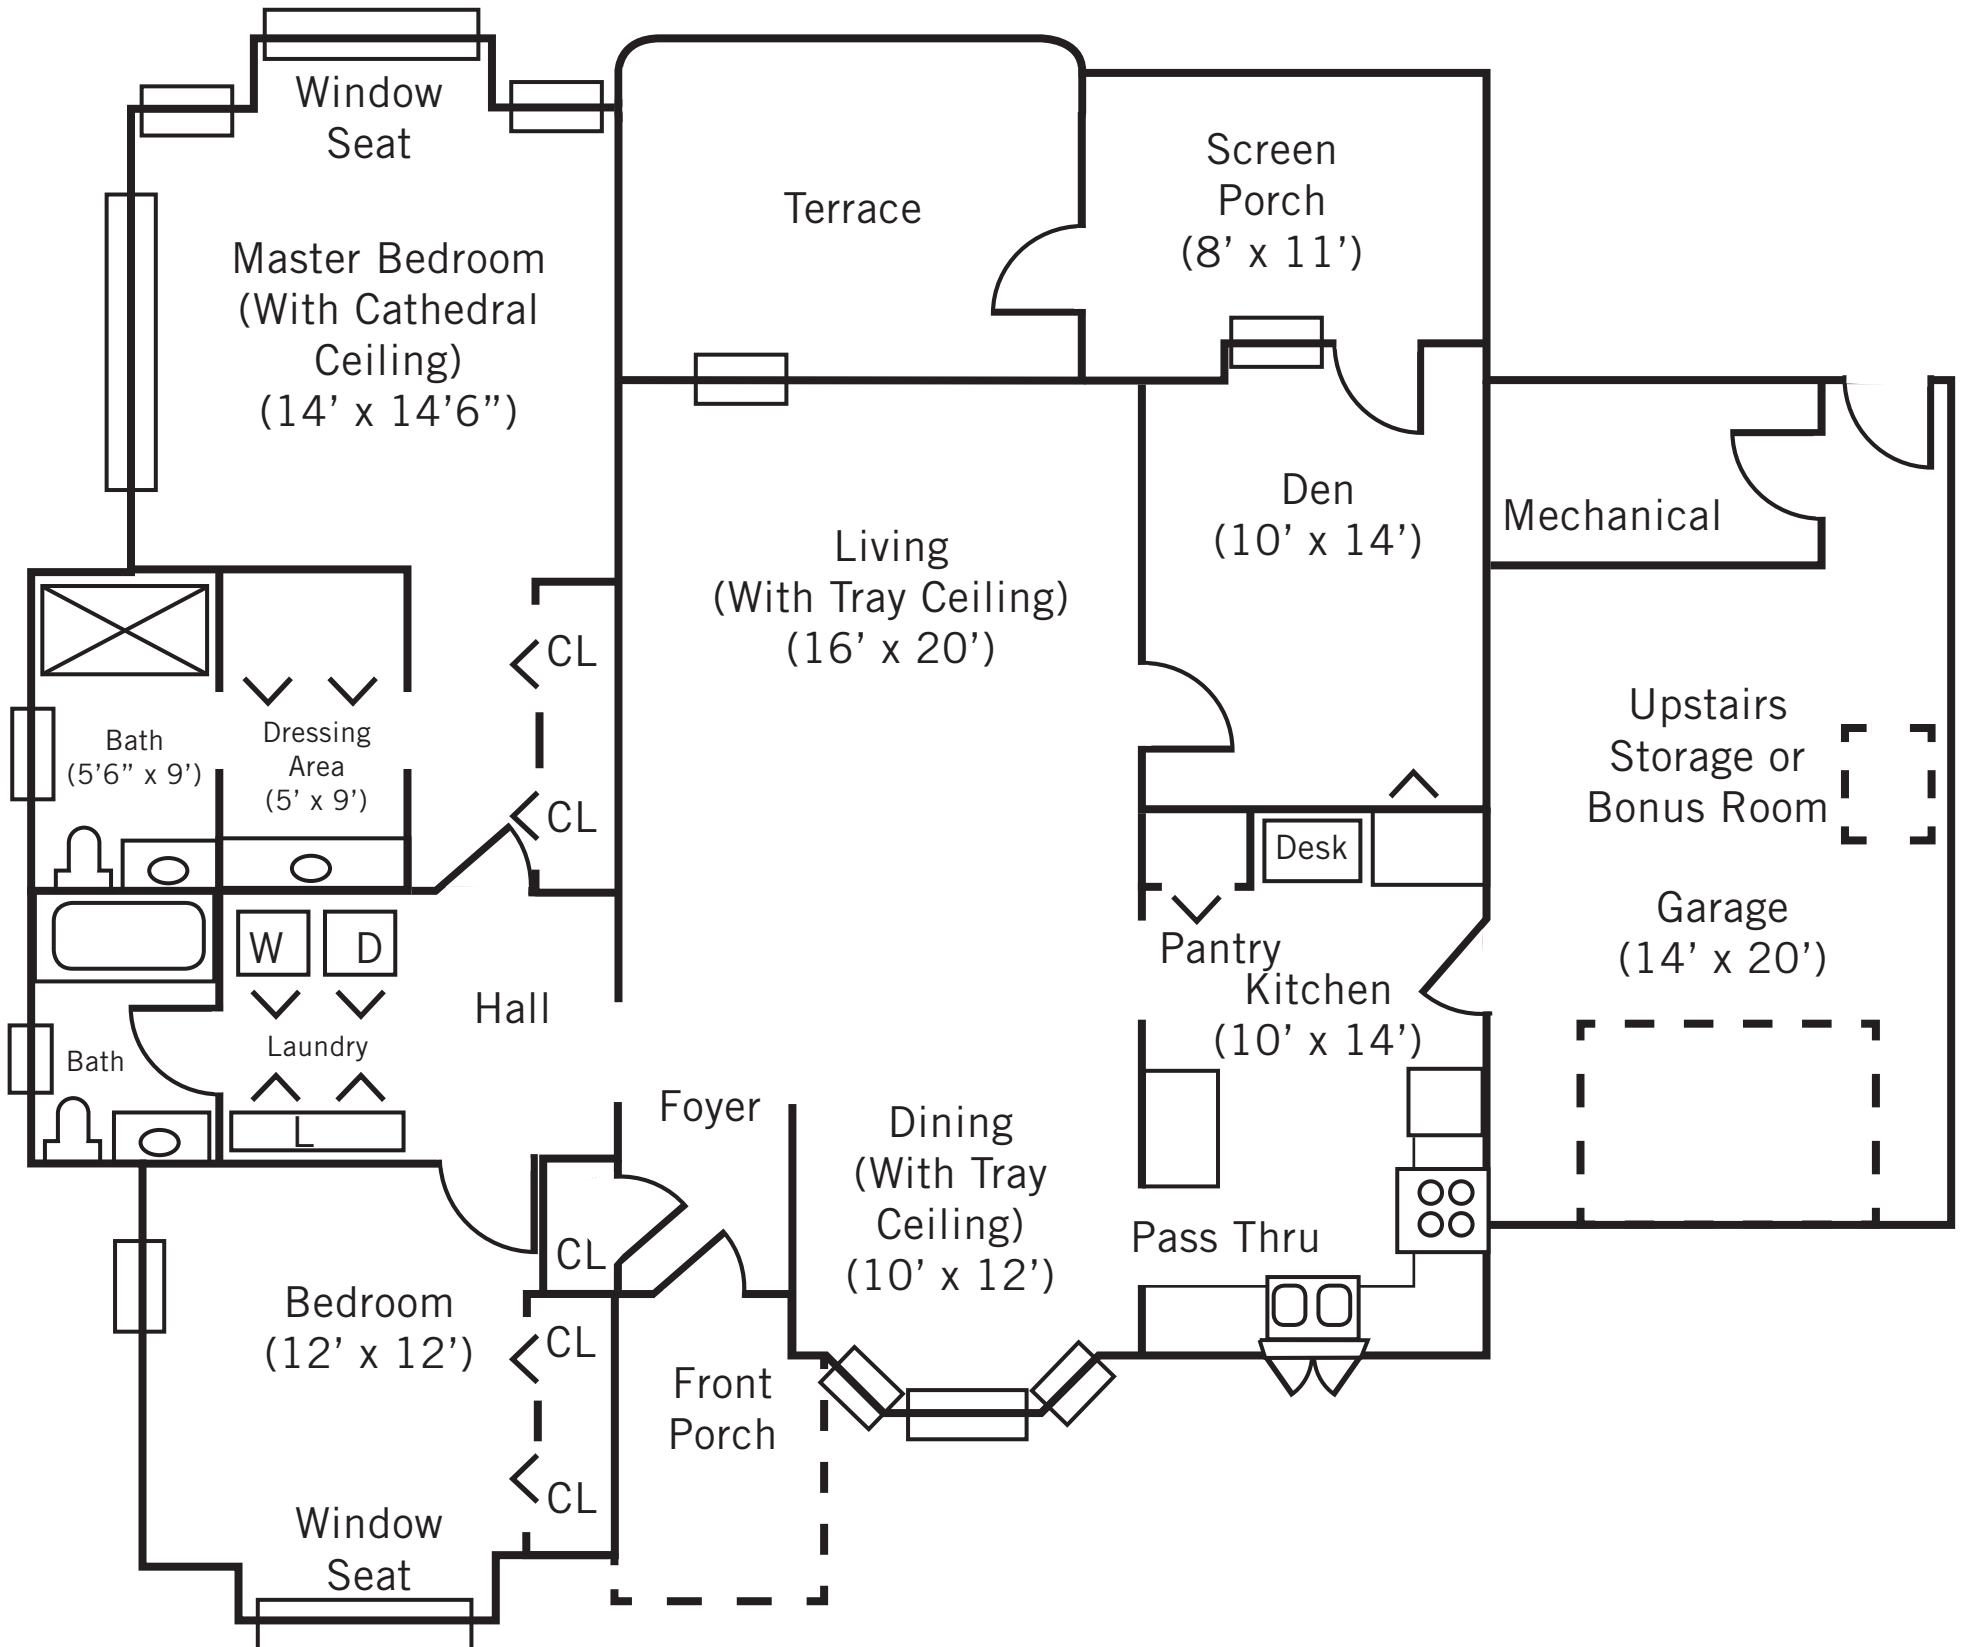 Window
Seat
Terrace
Screen
Porch
(8’ x 11’)
Master Bedroom
(With Cathedral
Ceiling)
(14’ x 14’6”)
Living
(With Tray Ceiling)
(16’ x 20’)
Den
(10’ x 14’)
Mechanical
CL
CL
Bath
(5’6” x 9’)
Dressing
Area
(5’ x 9’)
Upstairs
Storage or
Bonus Room
Desk
Garage
(14’ x 20’)
W
D
Hall
Pantry
Kitchen
(10’ x 14’)
Bath
Laundry
L
Foyer
Dining
(With Tray
Ceiling)
(10’ x 12’)
Pass Thru
CL
Bedroom
(12’ x 12’)
CL
CL
Front
Porch
Window
Seat